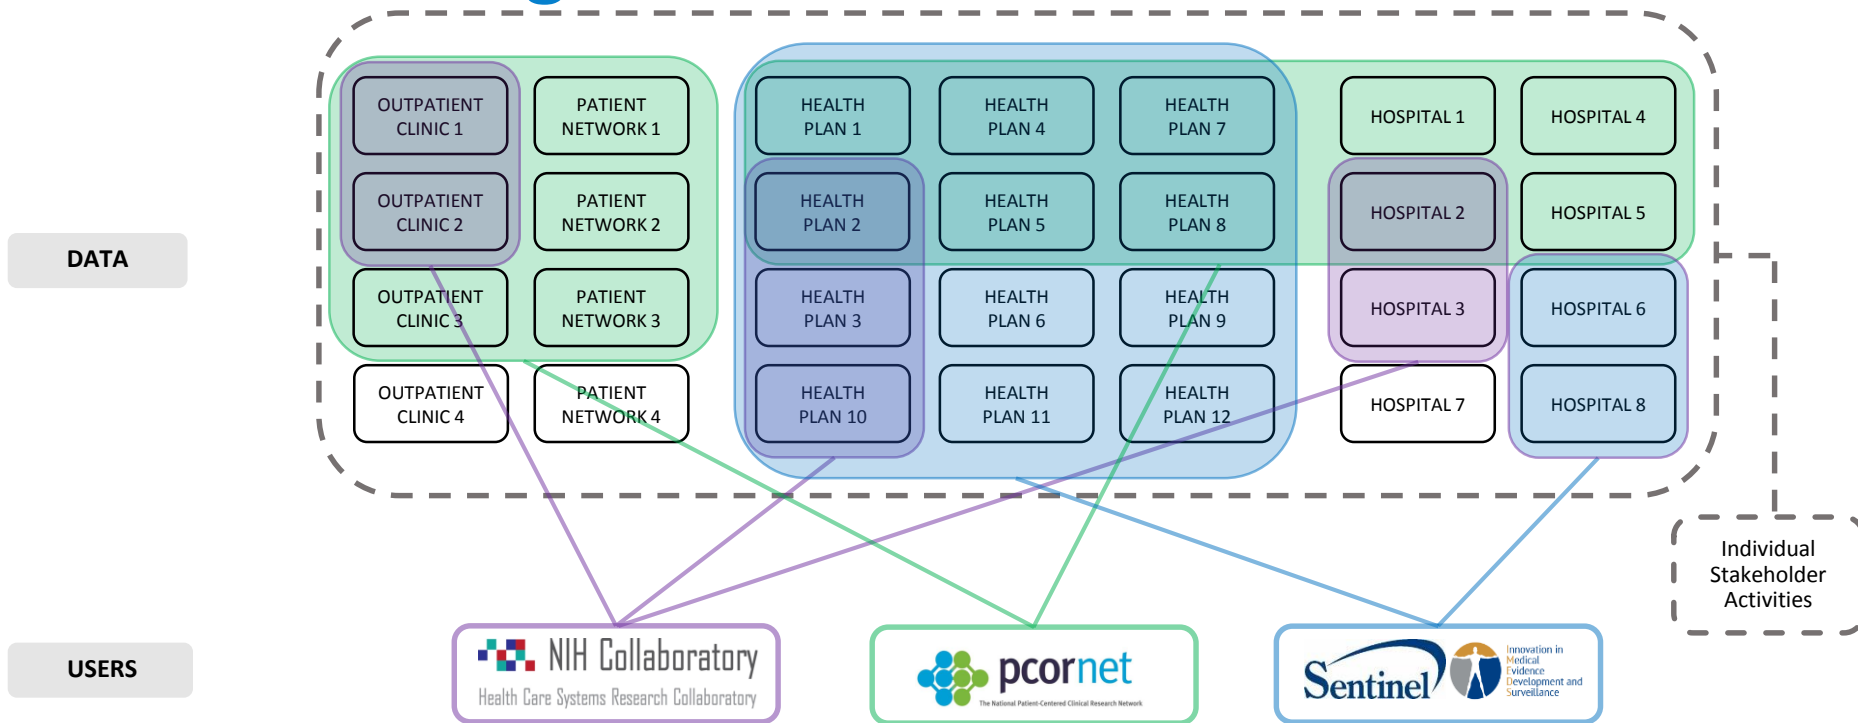 OUTPATIENT
CLINIC 1
PATIENT
NETWORK 1
HEALTH
PLAN 1
HEALTH
PLAN 4
HEALTH
PLAN 7
HOSPITAL 1
HOSPITAL 4
OUTPATIENT
CLINIC 2
PATIENT
NETWORK 2
HEALTH
PLAN 2
HEALTH
PLAN 5
HEALTH
PLAN 8
HOSPITAL 2
HOSPITAL 5
DATA
OUTPATIENT
CLINIC 3
PATIENT
NETWORK 3
HEALTH
PLAN 3
HEALTH
PLAN 6
HEALTH
PLAN 9
HOSPITAL 3
HOSPITAL 6
OUTPATIENT
CLINIC 4
PATIENT
NETWORK 4
HEALTH
PLAN 10
HEALTH
PLAN 11
HEALTH
PLAN 12
HOSPITAL 7
HOSPITAL 8
Individual
Stakeholder
Activities
USERS
NIH Collaboratory
Health Care Systems Research Collaboratory
pcornet
The National Patient-Centered Clinical Research Network
Sentinel
Innovation in
Medical
Evidence
Development and
Surveillance